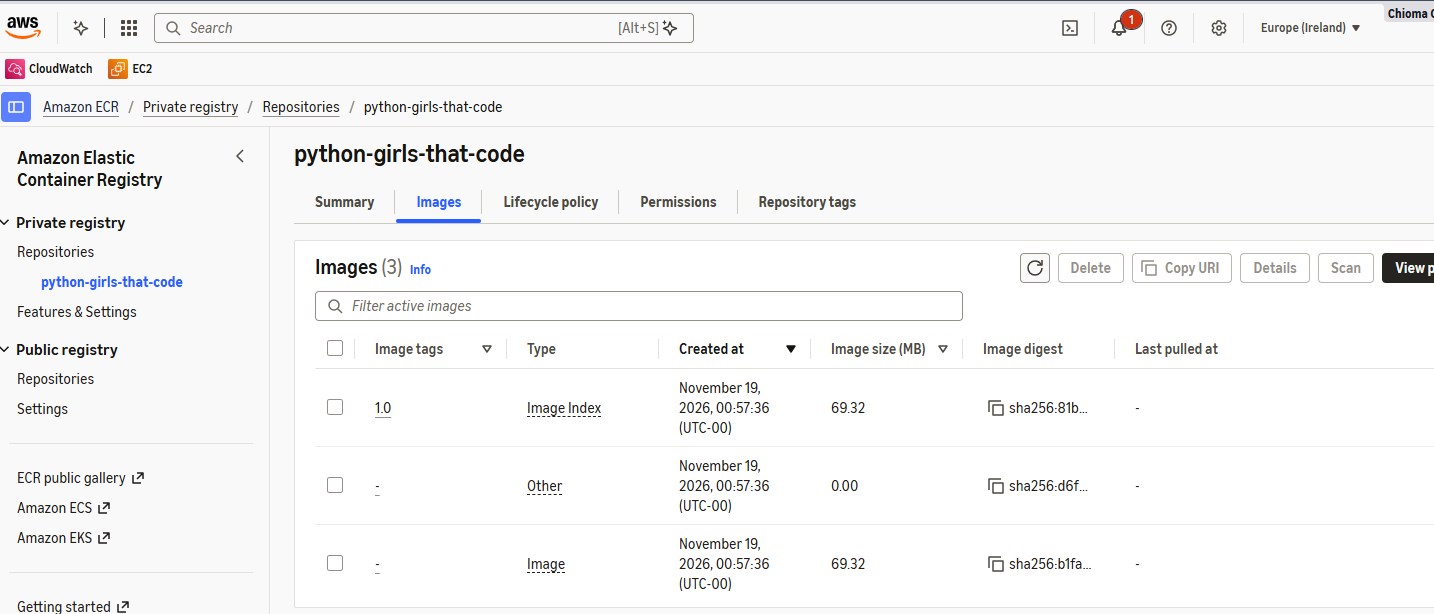 Chioma
aws Search [Alt+S] 1 Europe (Ireland)
CloudWatch EC2
Amazon ECR / Private registry / Repositories / python-girls-that-code
Amazon Elastic
Container Registry
Private registry
Repositories
python-girls-that-code
Features & Settings
Public registry
Repositories
Settings
ECR public gallery
Amazon ECS
Amazon EKS
Getting started
python-girls-that-code
Summary Images Lifecycle policy Permissions Repository tags
Images (3) Info Delete Copy URI Details Scan View
Filter active images
Image tags Type Created at Image size (MB) Image digest Last pulled at
November 19,
1.0 Image Index 2026, 00:57:36 69.32 sha256:81b... -
(UTC-00)
November 19,
- Other 2026, 00:57:36 0.00 sha256:d6f... -
(UTC-00)
November 19,
- Image 2026, 00:57:36 69.32 sha256:b1fa... -
(UTC-00)